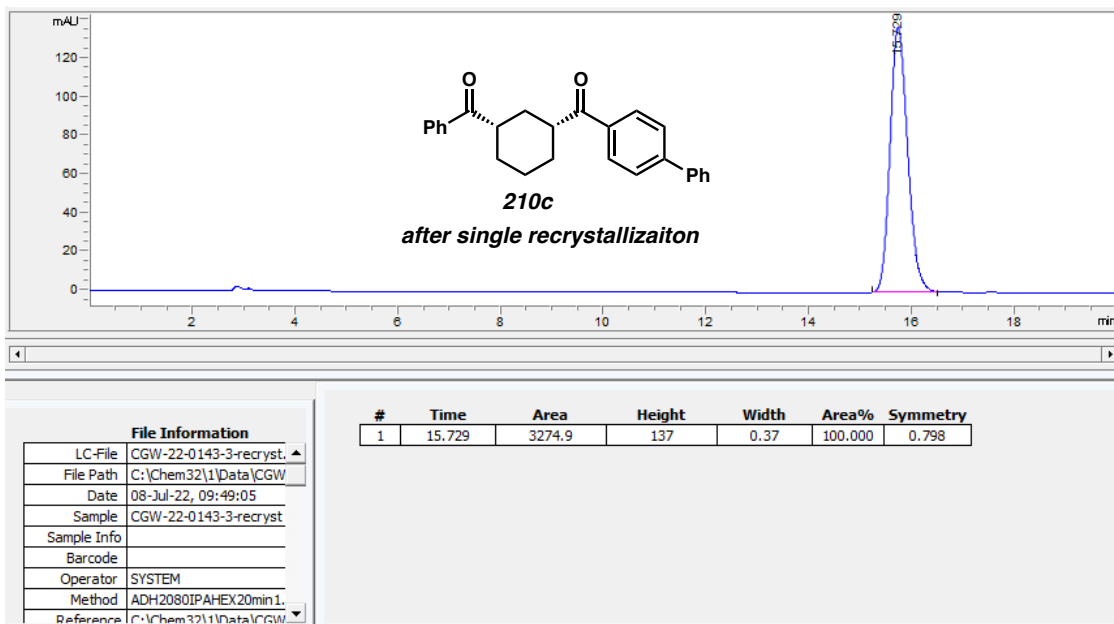 mAU
120
100
80
60
40
20
0
15.729
O O
Ph
Ph
210c
after single recrystallizaiton
2 4 6 8 10 12 14 16 18 min
File Information
LC-File CGW-22-0143-3-recryst.
File Path C:\Chem32\1\Data\CGW
Date 08-Jul-22, 09:49:05
Sample CGW-22-0143-3-recryst
Sample Info
Barcode
Operator SYSTEM
Method ADH2080IPAHEX20min1.
Reference C:\Chem32\1\Data\CGW
# Time Area Height Width Area% Symmetry
1 15.729 3274.9 137 0.37 100.000 0.798